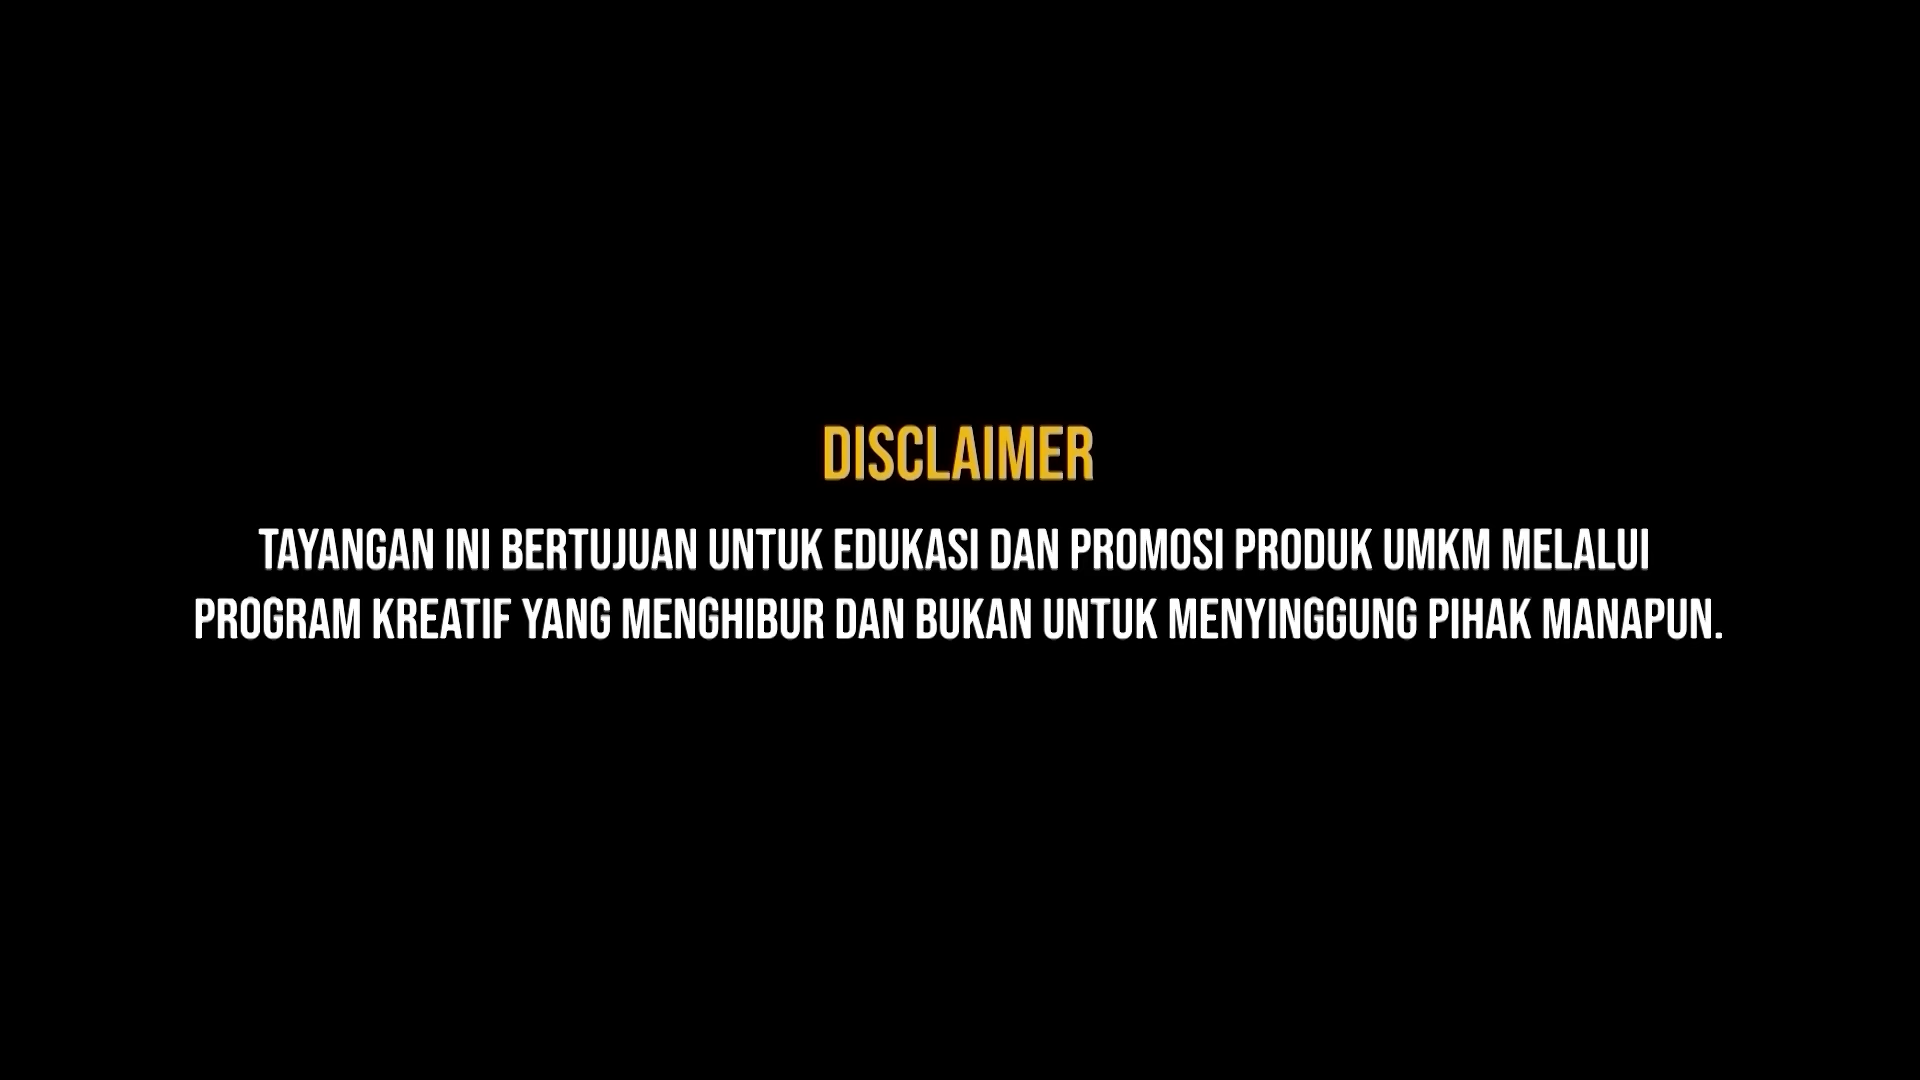 DISCLAIMER
TAYANGAN INI BERTUJUAN UNTUK EDUKASI DAN PROMOSI PRODUK UMKM MELALUI
PROGRAM KREATIF YANG MENGHIBUR DAN BUKAN UNTUK MENYINGGUNG PIHAK MANAPUN.